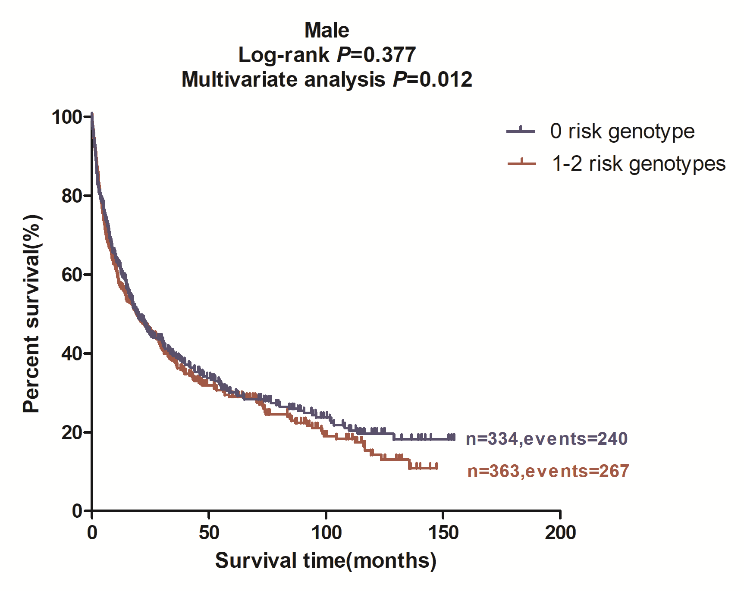 Male
Log-rank P=0.377
Multivariate analysis P=0.012
0 risk genotype
1-2 risk genotypes
Percent survival(%)
100
80
60
40
20
0
n=334,events=240
n=363,events=267
0
50
100
150
200
Survival time(months)